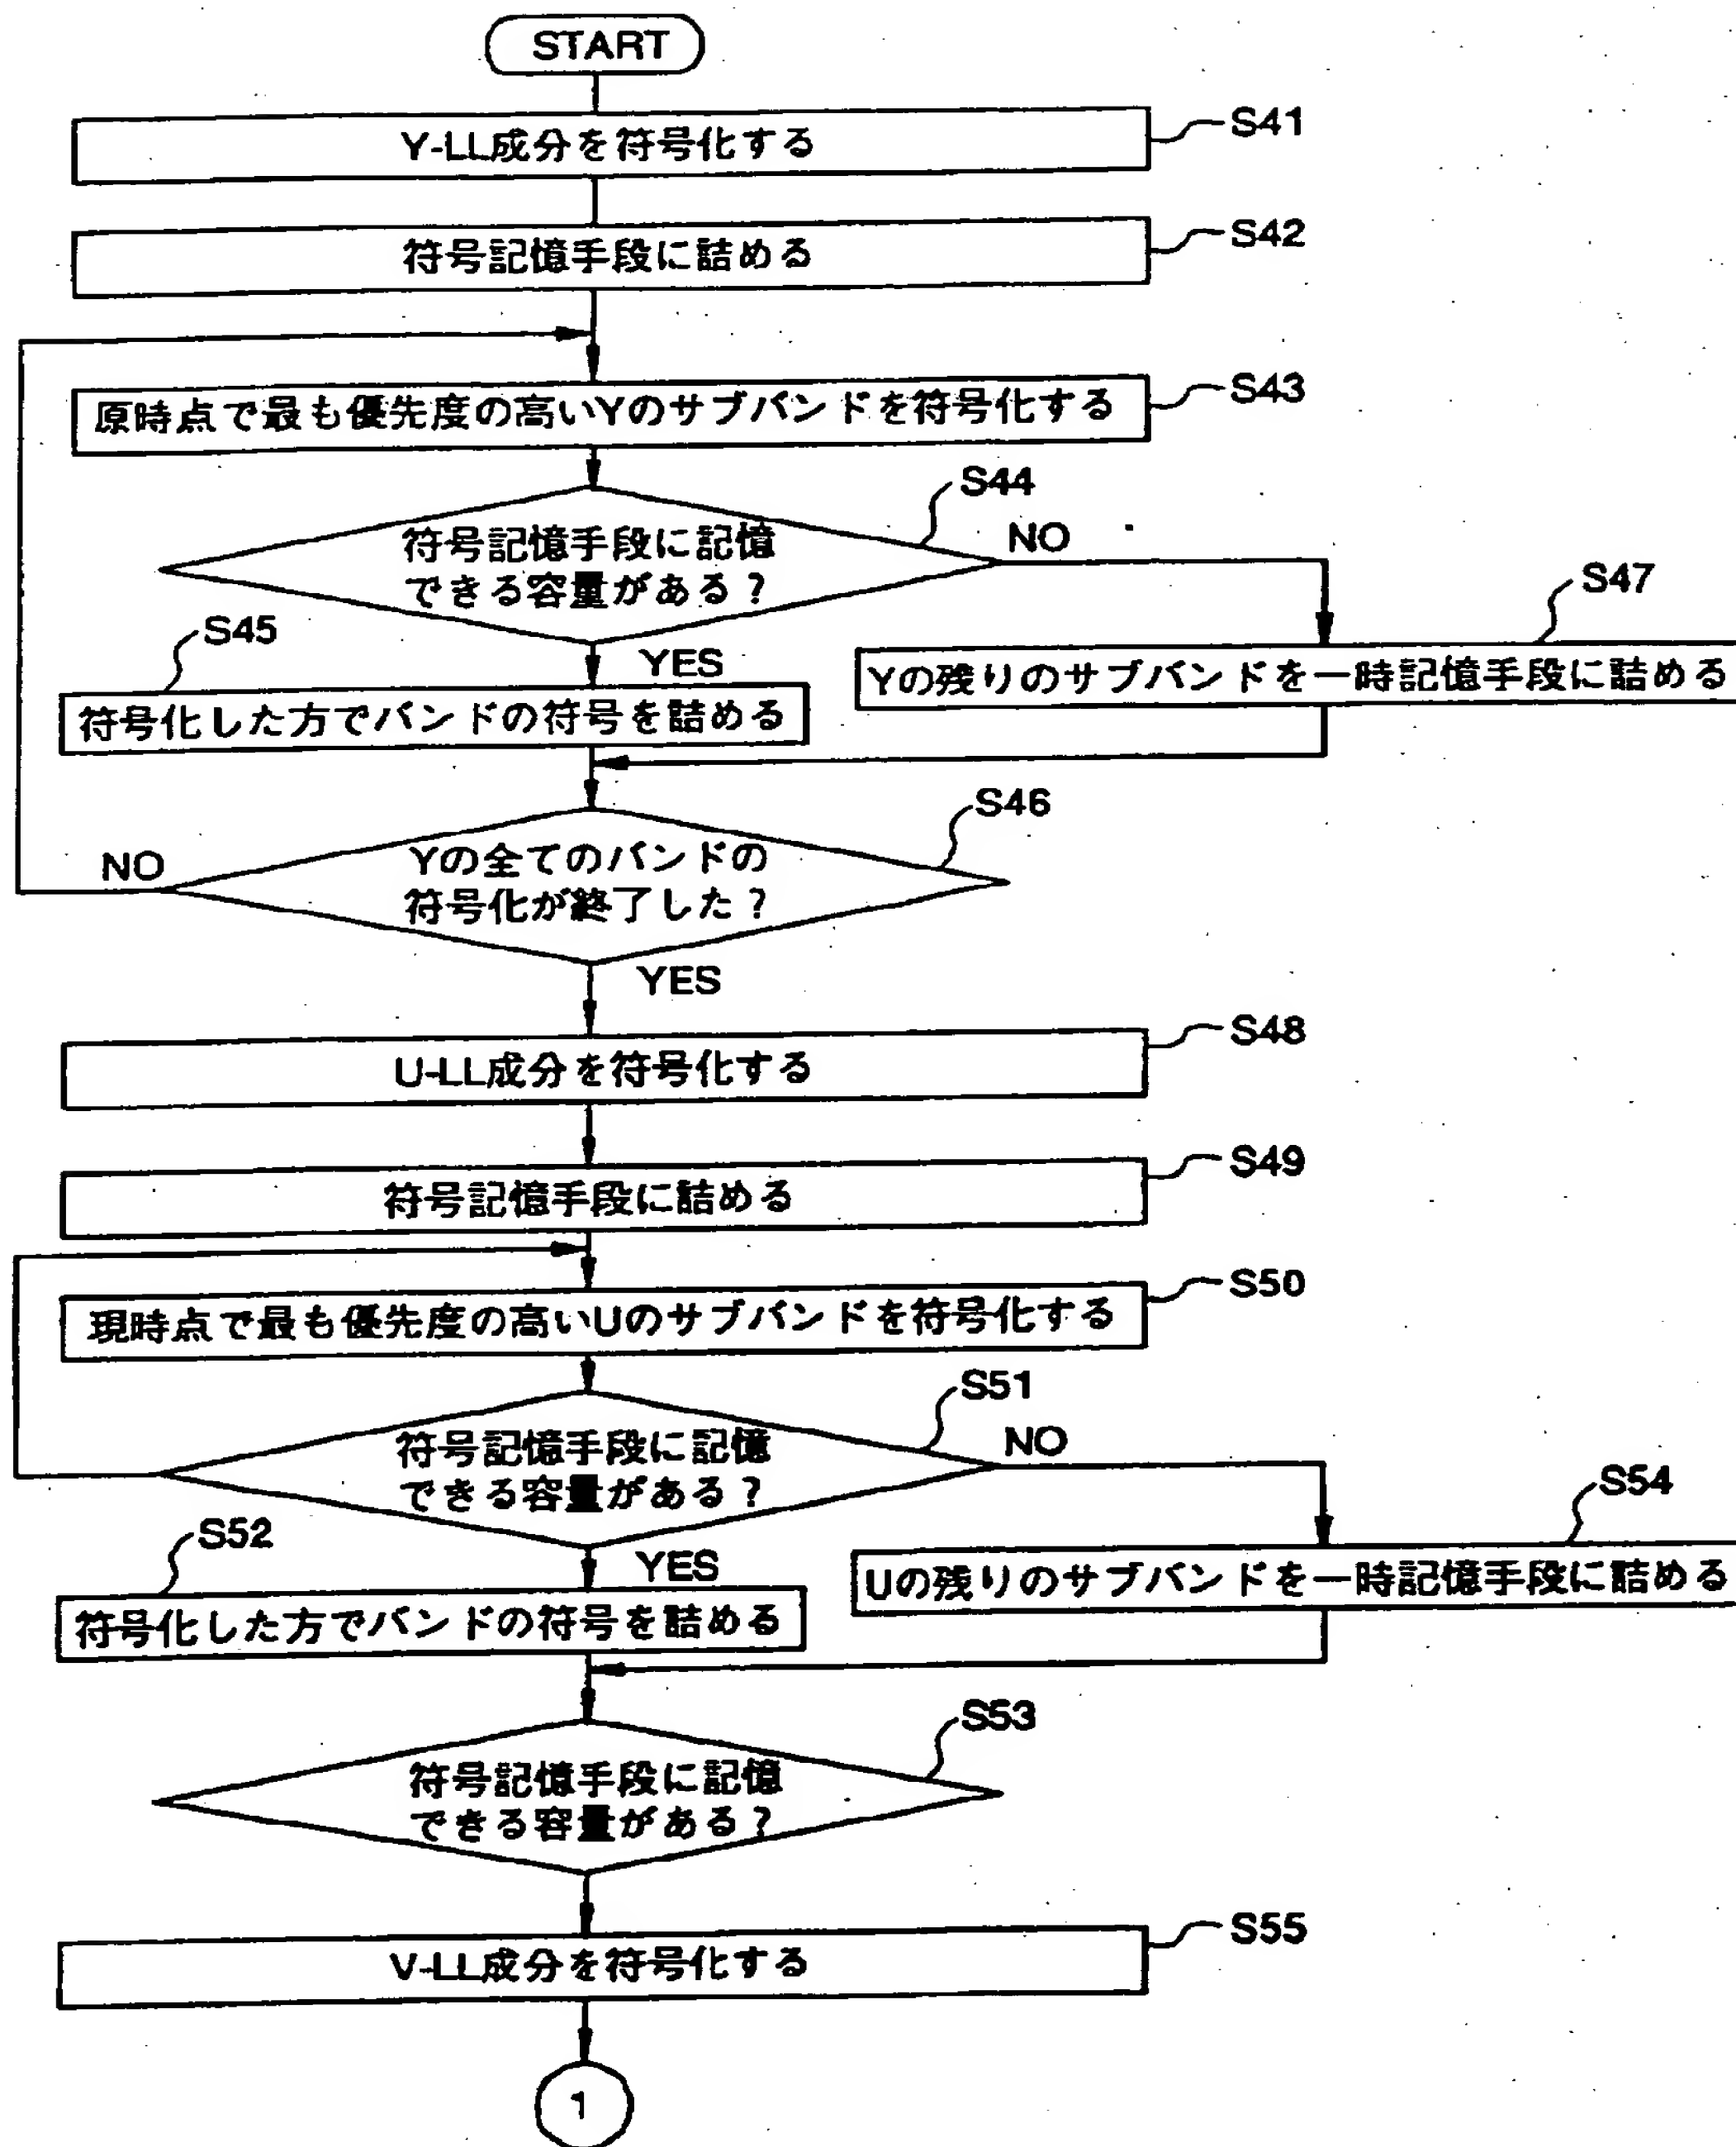 START
Y-LL成分を符号化する
S41
符号記憶手段に詰める
S42
原時点で最も優先度の高いYのサブバンドを符号化する
S43
S44
符号記憶手段に記憶
できる容量がある?
NO
S47
S45
YES
Yの残りのサブバンドを一時記憶手段に詰める
符号化した方でバンドの符号を詰める
S46
NO
Yの全てのバンドの
符号化が終了した?
YES
S48
U-LL成分を符号化する
S49
符号記憶手段に詰める
S50
現時点で最も優先度の高いUのサブバンドを符号化する
S51
符号記憶手段に記憶
できる容量がある?
NO
S54
S52
YES
Uの残りのサブバンドを一時記憶手段に詰める
符号化した方でバンドの符号を詰める
S53
符号記憶手段に記憶
できる容量がある?
S55
V-LL成分を符号化する
1